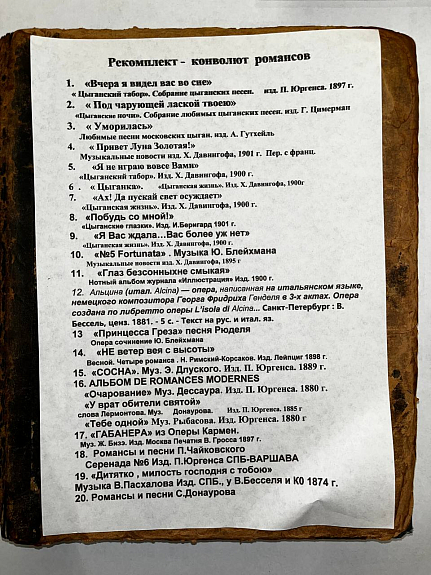 Рекомплект - конволют романсов
1. «Вчера я видел вас во сне»
« Цыганский табор». Собрание цыганских песен. изд. П. Юргенса. 1897 г.
2. « Под чарующей лаской твоею»
«Цыганские ночи». Собрание любимых цыганских песен. изд. Г. Цимерман
3. « Уморилась»
Любимые песни московских цыган. изд. А. Гутхейль
4. « Привет Луна Золотая!»
Музыкальные новости изд. Х. Давингофа, 1901 г. Пер. с франц.
5. «Я не играю вовсе Вами»
«Цыганский табор». Изд. Х. Давингофа, 1900 г.
6 . « Цыганка». «Цыганская жизнь». Изд. Х. Давингофа, 1900г
7. «Ах! Да пускай свет осуждает»
«Цыганская жизнь». Изд. Х. Давингофа, 1900 г.
8. «Побудь со мной!»
«Цыганские глазки». Изд. И.Бернгард 1901 г.
9. «Я Вас ждала...Вас более уж нет»
«Цыганская жизнь». Изд. Х. Давингофа, 1900 г.
10. «№5 Fortunata» . Музыка Ю. Блейхмана
Музыкальные новости изд. Х. Давингофа, 1895 г
11. «Глаз бессонныхне смыкая»
Нотный альбом журнала «Иллюстрация» Изд. 1900 г.
12. Альцина (итал. Alcina) — опера, написанная на итальянском языке,
немецкого композитора Георга Фридриха Генделя в 3-х актах. Опера
создана по либретто оперы L'isola di Alcina... Санкт-Петербург : В.
Бессель, ценз. 1881. - 5 с. - Текст на рус. и итал. яз.
13 «Принцесса Греза» песня Рюделя
Опера сочинение Ю. Блейхмана
14. «НЕ ветер вея с высоты»
Весной. Четыре романса . Н. Римский-Корсаков. Изд. Лейпциг 1898 г.
15. «СОСНА». Муз. Э. Длуского. Изд. П. Юргенса. 1889 г.
16. АЛЬБОМ DE ROMANCES MODERNES
«Очарование» Муз. Дессаура. Изд. П. Юргенса. 1880 г.
«У врат обители святой»
слова Лермонтова. Муз. Донаурова. Изд. П. Юргенса. 1885 г
«Тебе одной» Муз. Рыбасова. Изд. П. Юргенса. 1880 г
17. «ГАБАНЕРА» из Оперы Кармен.
Муз. Ж. Бизэ. Изд. Москва Печатня В. Гросса 1897 г.
18. Романсы и песни П.Чайковского
Серенада №6 Изд. П.Юргенса СПБ-ВАРШАВА
19. «Дитятко , милость господня с тобою»
Музыка В.Пасхалова Изд. СПБ., у В.Бесселя и К0 1874 г.
20. Романсы и песни С.Донаурова